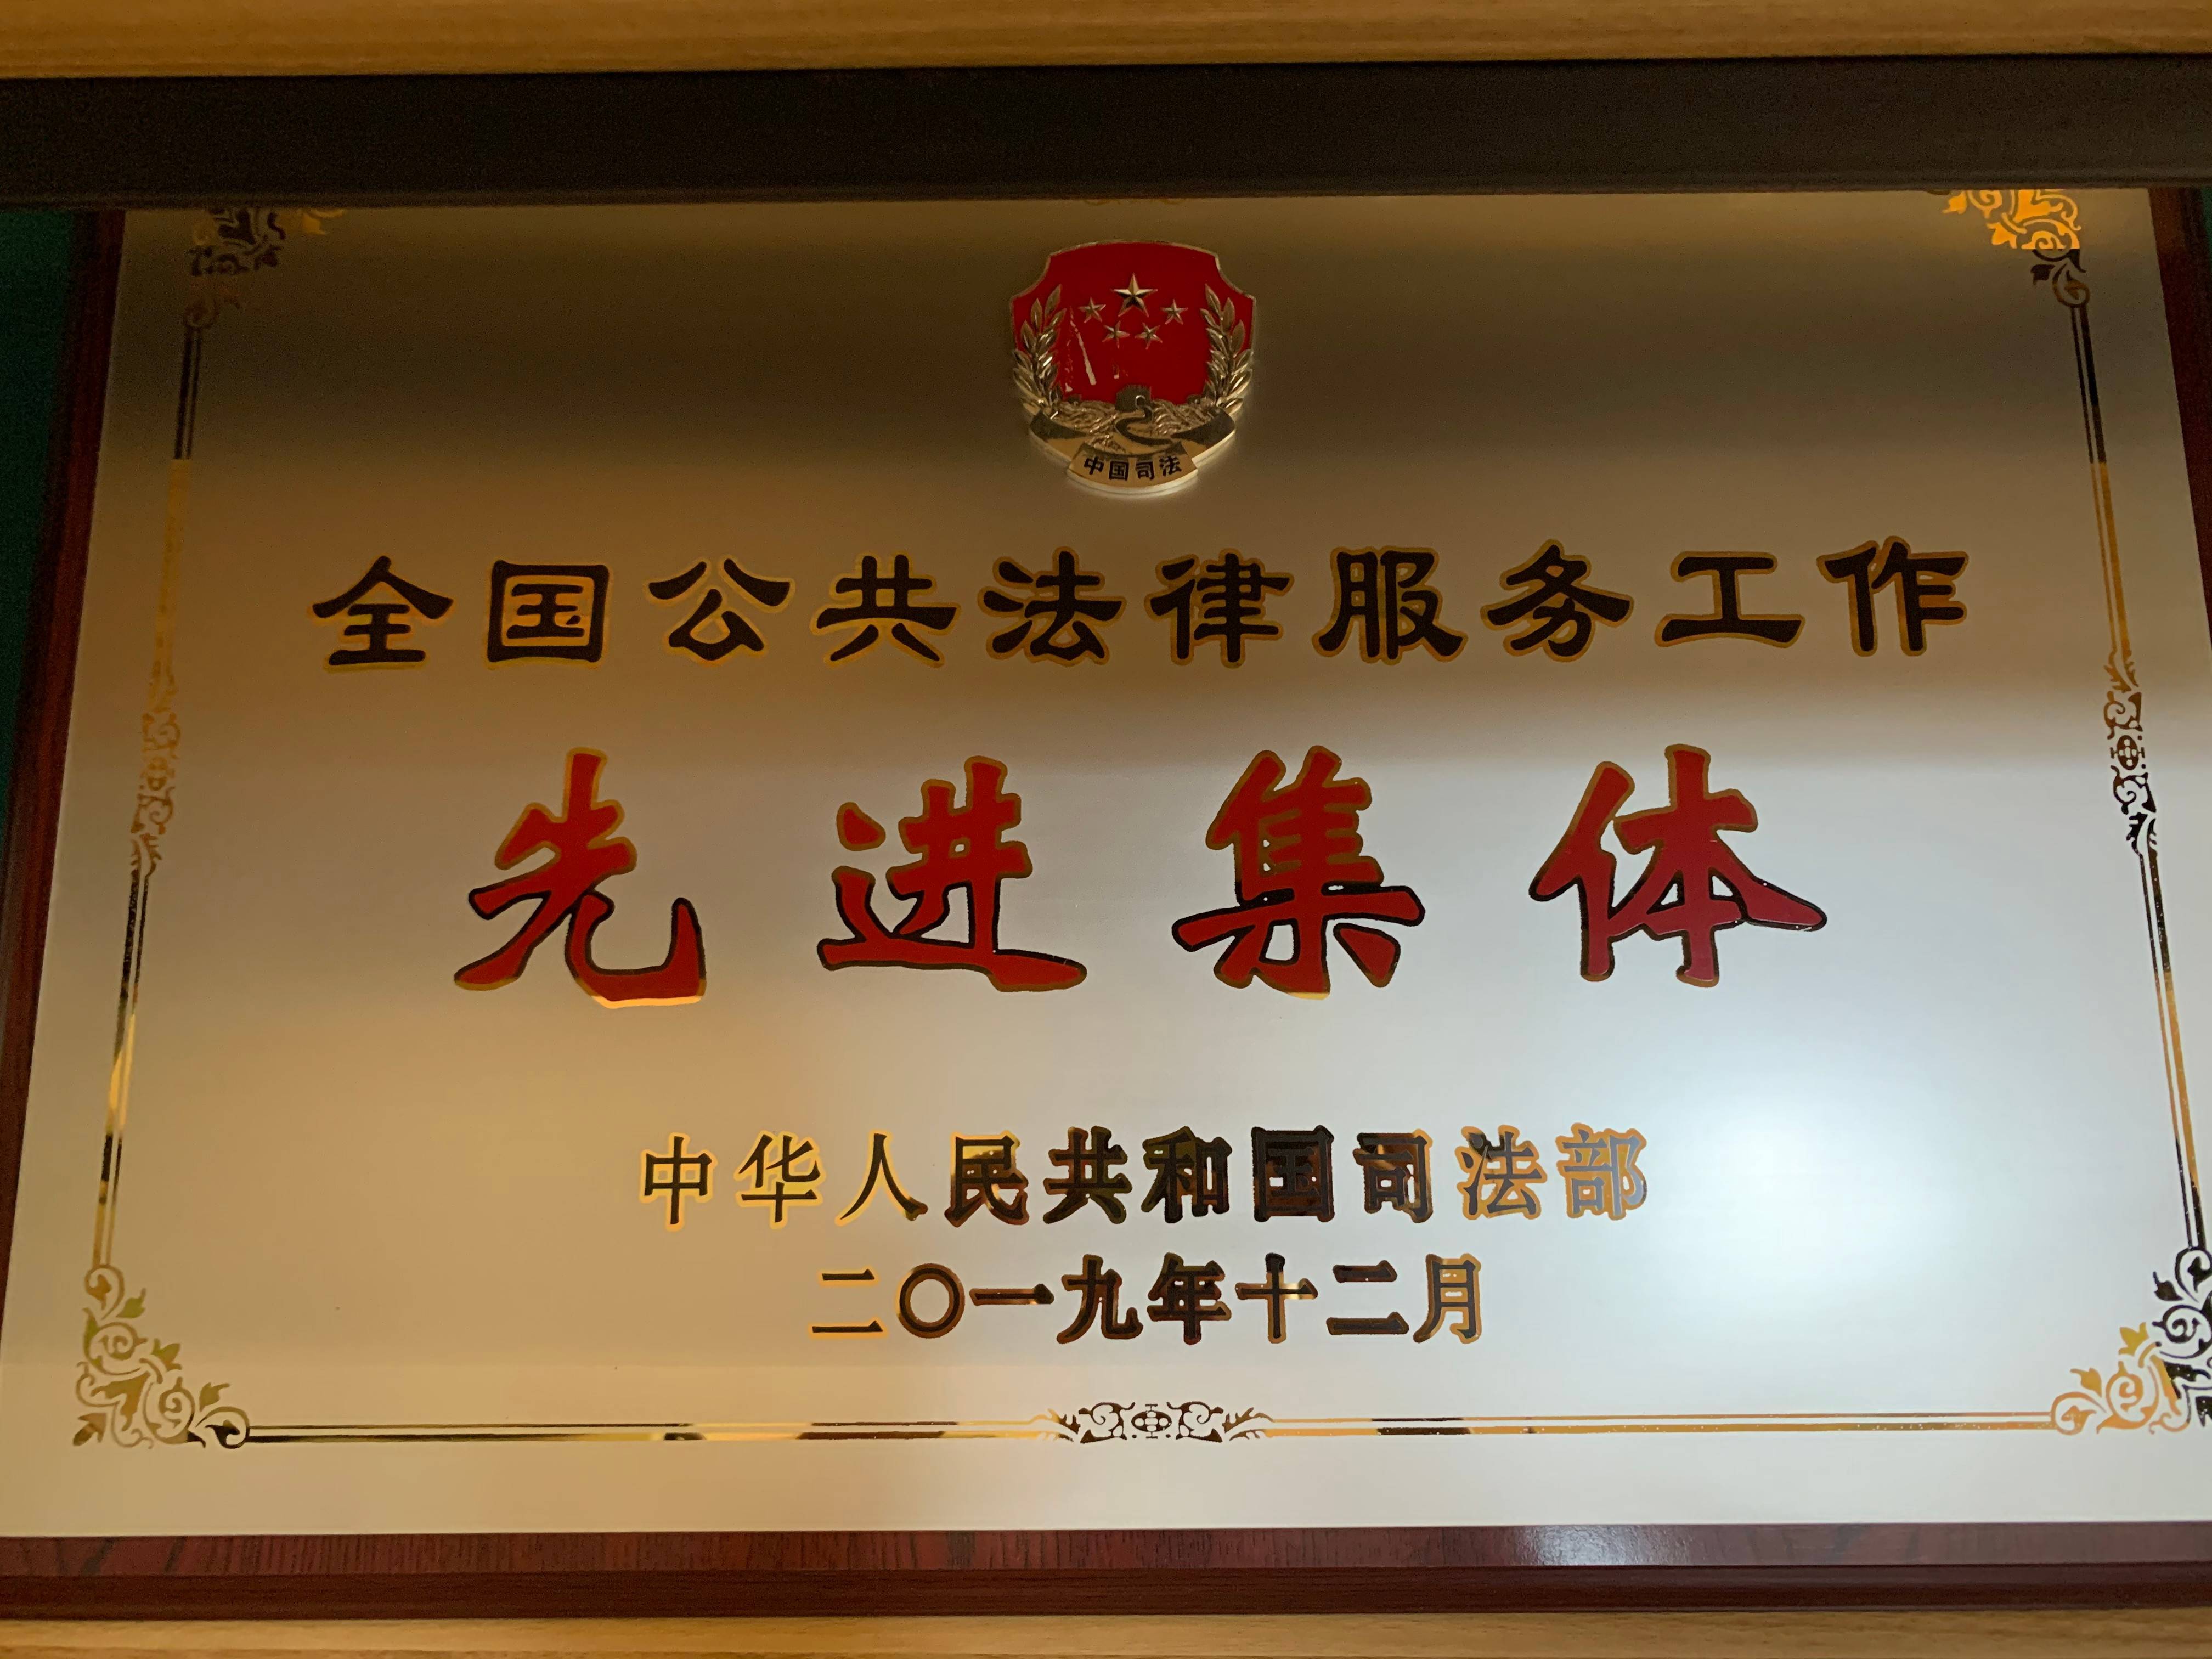 中国司法
全国公共法律服务工作
先进集体
中华人民共和国司法部
二〇一九年十二月